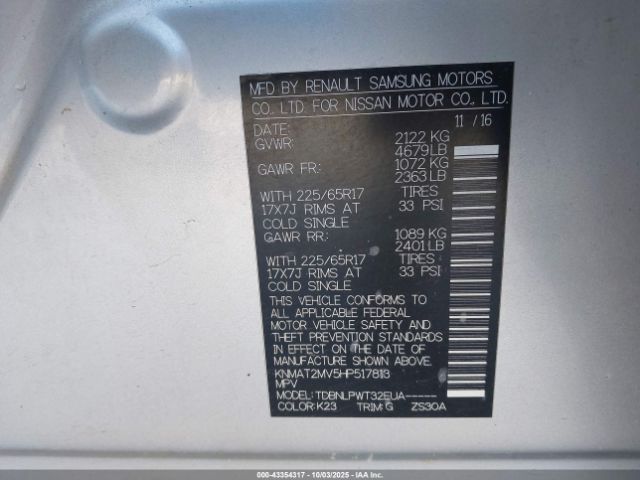 MFD BY RENAULT SAMSUNG MOTORS
CO., LTD. FOR NISSAN MOTOR CO., LTD.
DATE: 11 / 16
GVWR: 2122 KG
4679 LB
GAWR FR: 1072 KG
2363 LB
WITH 225/65R17 TIRES
17X7J RIMS AT 33 PSI
COLD SINGLE
GAWR RR: 1089 KG
2401 LB
WITH 225/65R17 TIRES
17X7J RIMS AT 33 PSI
COLD SINGLE
THIS VEHICLE CONFORMS TO
ALL APPLICABLE FEDERAL
MOTOR VEHICLE SAFETY AND
THEFT PREVENTION STANDARDS
IN EFFECT ON THE DATE OF
MANUFACTURE SHOWN ABOVE.
KNMAT2MV5HP517813
MPV
MODEL: TDBNLPWT32EUA-----
COLOR: K23 TRIM: G ZS30A
000-43354317 - 10/03/2025 - IAAI.COM